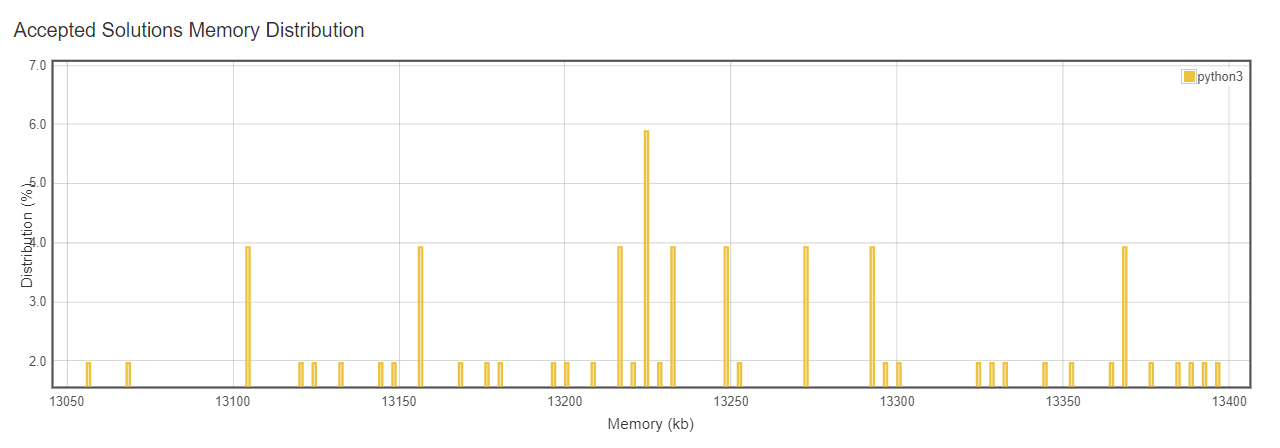 Accepted Solutions Memory Distribution
python3
7.0
6.0
5.0
4.0
3.0
2.0
Distribution (%)
13050 13100 13150 13200 13250 13300 13350 13400
Memory (kb)